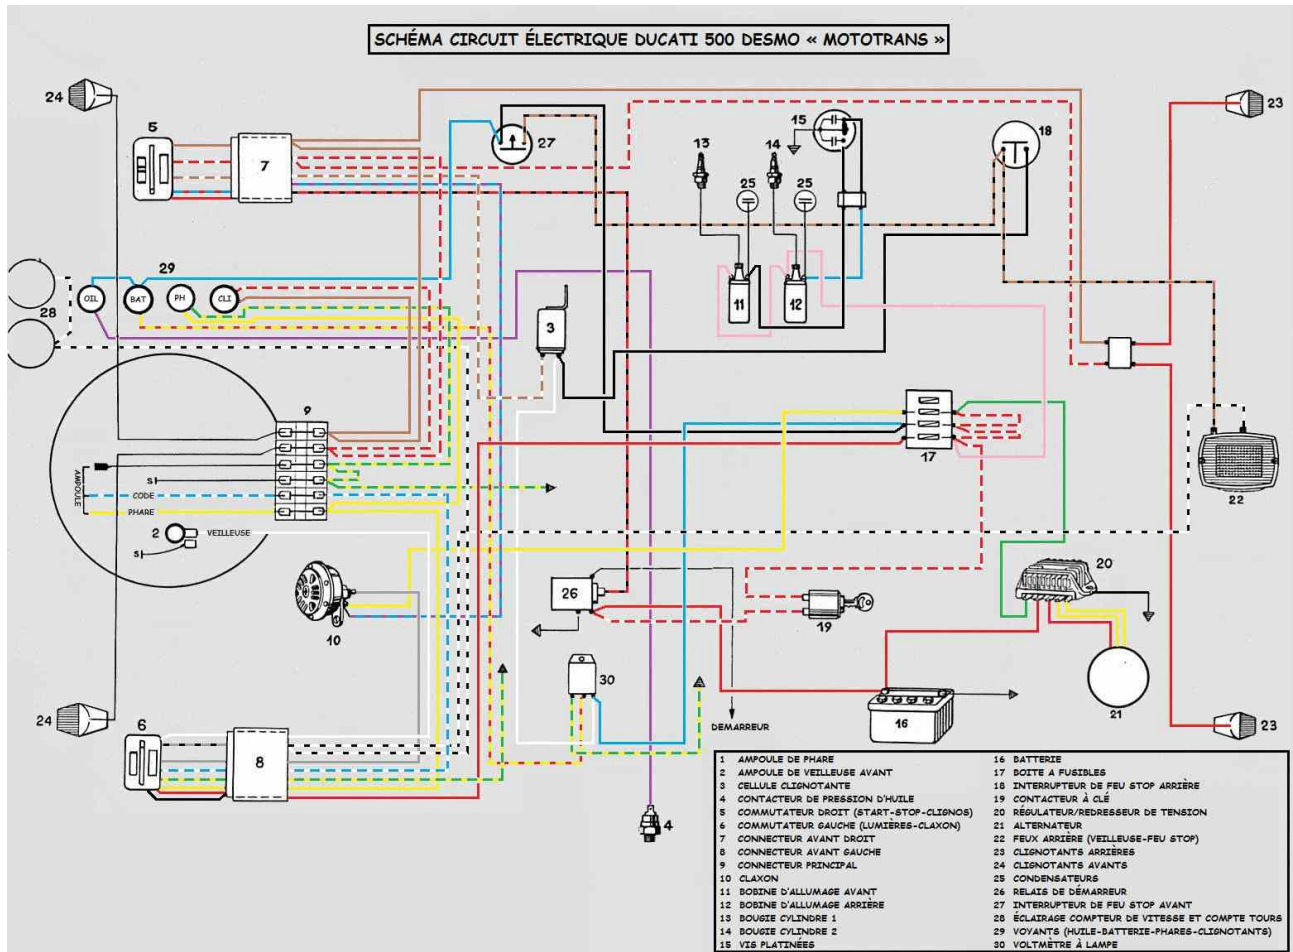 SCHÉMA CIRCUIT ÉLECTRIQUE DUCATI 500 DESMO « MOTOTRANS »
24
5
7
27
13
14
15
25
25
18
23
29
OIL
BAT
PH
CLI
28
3
11
12
9
17
22
AMPOULE
S
CODE
PHARE
2
VEILLEUSE
S
10
26
19
20
21
30
16
DEMARREUR
24
6
8
4
23
1 AMPOULE DE PHARE
2 AMPOULE DE VEILLEUSE AVANT
3 CELLULE CLIGNOTANTE
4 CONTACTEUR DE PRESSION D'HUILE
5 COMMUTATEUR DROIT (START-STOP-CLIGNOS)
6 COMMUTATEUR GAUCHE (LUMIÈRES-CLAXON)
7 CONNECTEUR AVANT DROIT
8 CONNECTEUR AVANT GAUCHE
9 CONNECTEUR PRINCIPAL
10 CLAXON
11 BOBINE D'ALLUMAGE AVANT
12 BOBINE D'ALLUMAGE ARRIÈRE
13 BOUGIE CYLINDRE 1
14 BOUGIE CYLINDRE 2
15 VIS PLATINÉES
16 BATTERIE
17 BOITE A FUSIBLES
18 INTERRUPTEUR DE FEU STOP ARRIÈRE
19 CONTACTEUR À CLÉ
20 RÉGULATEUR/REDRESSEUR DE TENSION
21 ALTERNATEUR
22 FEUX ARRIÈRE (VEILLEUSE-FEU STOP)
23 CLIGNOTANTS ARRIÈRES
24 CLIGNOTANTS AVANTS
25 CONDENSATEURS
26 RELAIS DE DÉMARREUR
27 INTERRUPTEUR DE FEU STOP AVANT
28 ÉCLAIRAGE COMPTEUR DE VITESSE ET COMPTE TOURS
29 VOYANTS (HUILE-BATTERIE-PHARES-CLIGNOTANTS)
30 VOLTMÈTRE À LAMPE